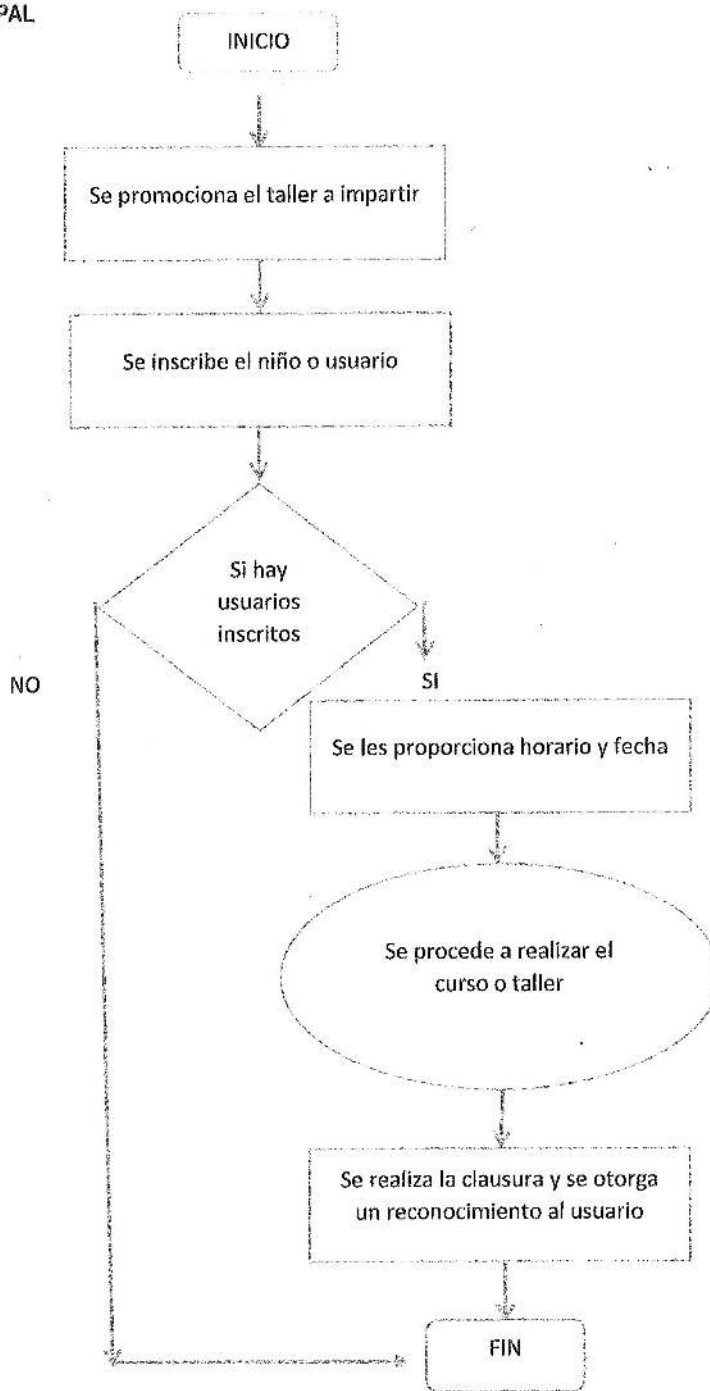 INICIO
Se promociona el taller a impartir
Se inscribe el niño o usuario
Si hay
usuarios
inscritos
NO
SI
Se les proporciona horario y fecha
Se procede a realizar el
curso o taller
Se realiza la clausura y se otorga
un reconocimiento al usuario
FIN